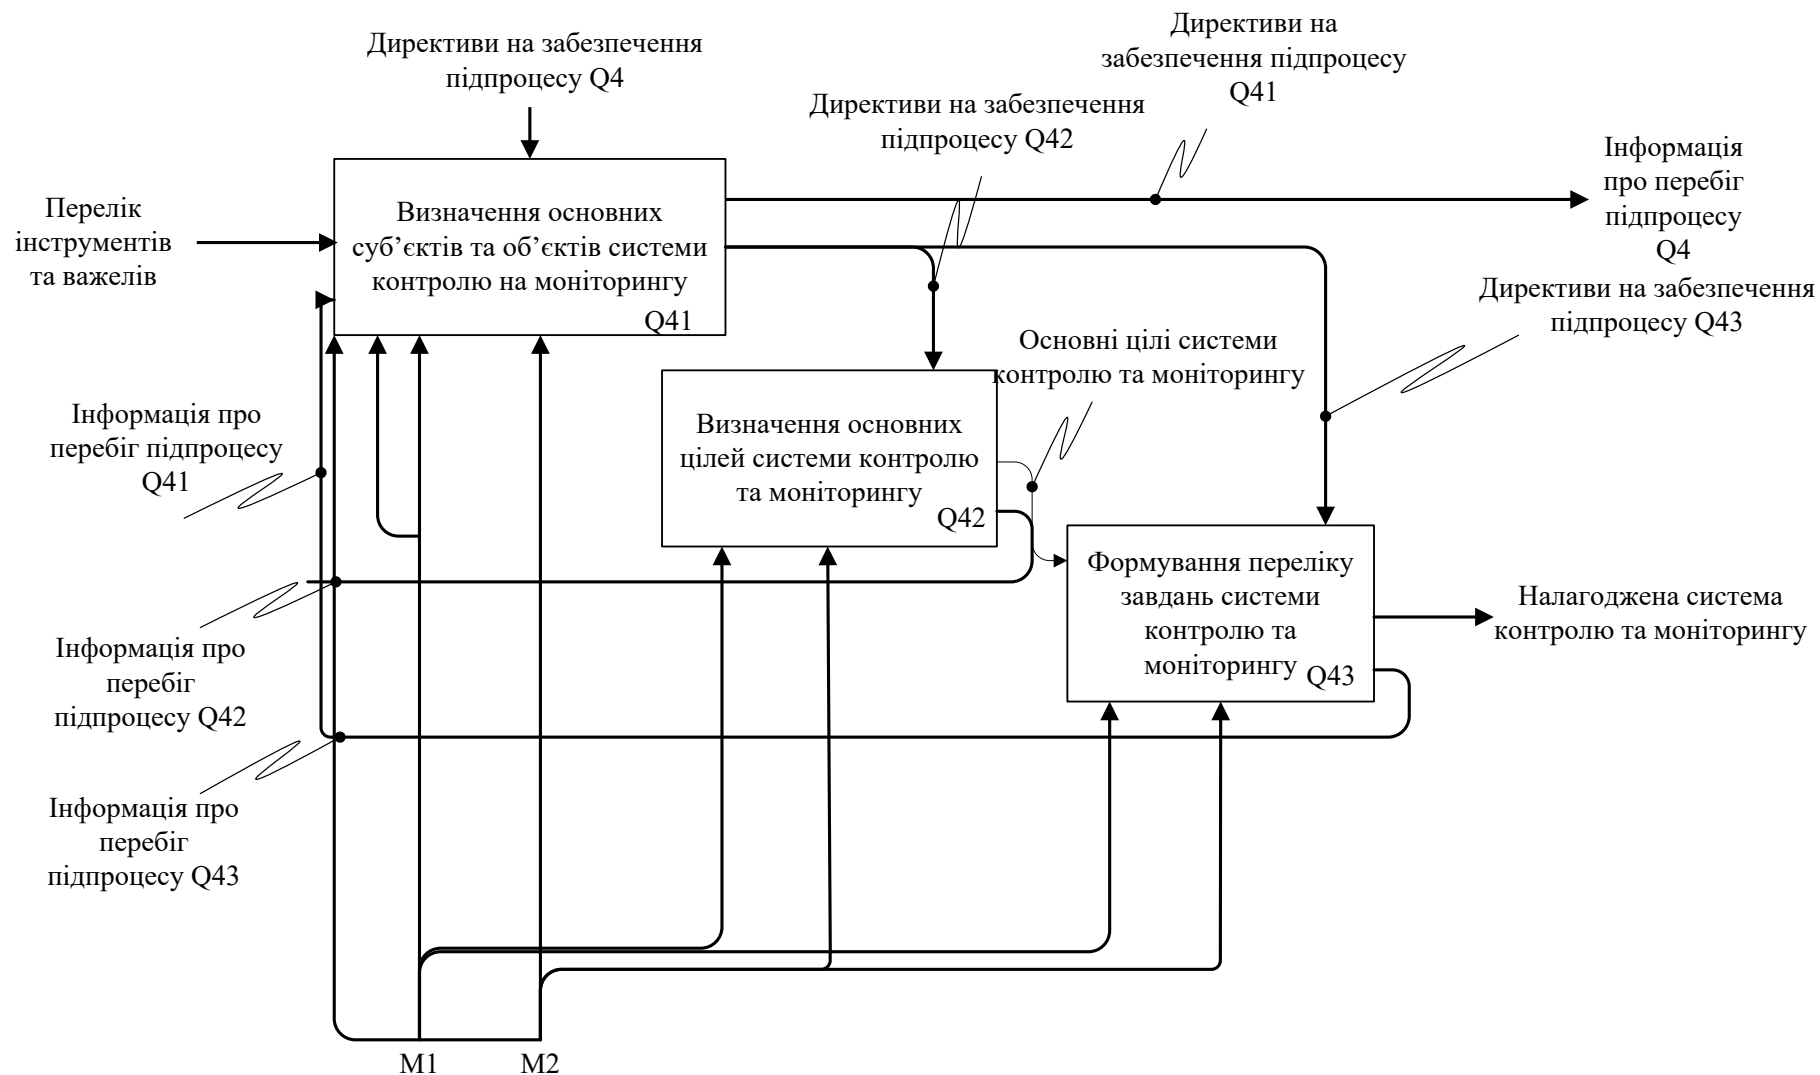 Директиви на забезпечення
підпроцесу Q4
Директиви на
забезпечення підпроцесу
Q41
Директиви на забезпечення
підпроцесу Q42
Інформація
про перебіг
підпроцесу
Q4
Перелік
інструментів
та важелів
Визначення основних
суб’єктів та об’єктів системи
контролю на моніторингу
Q41
Директиви на забезпечення
підпроцесу Q43
Основні цілі системи
контролю та моніторингу
Інформація про
перебіг підпроцесу
Q41
Визначення основних
цілей системи контролю
та моніторингу
Q42
Формування переліку
завдань системи
контролю та
моніторингу
Q43
Налагоджена система
контролю та моніторингу
Інформація про
перебіг
підпроцесу Q42
Інформація про
перебіг
підпроцесу Q43
М1
М2